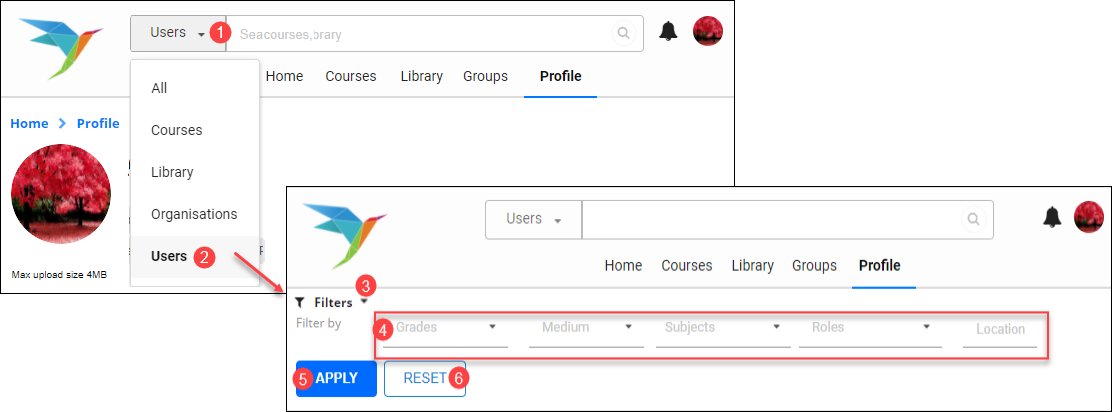 Users 1 Seacourses,brary
Home Courses Library Groups Profile
All
Courses
Library
Organisations
Users 2
Home Profile
Max upload size 4MB
Users
Home Courses Library Groups Profile
Filters 3
Filter by
4 Grades Medium Subjects Roles Location
5 APPLY RESET 6